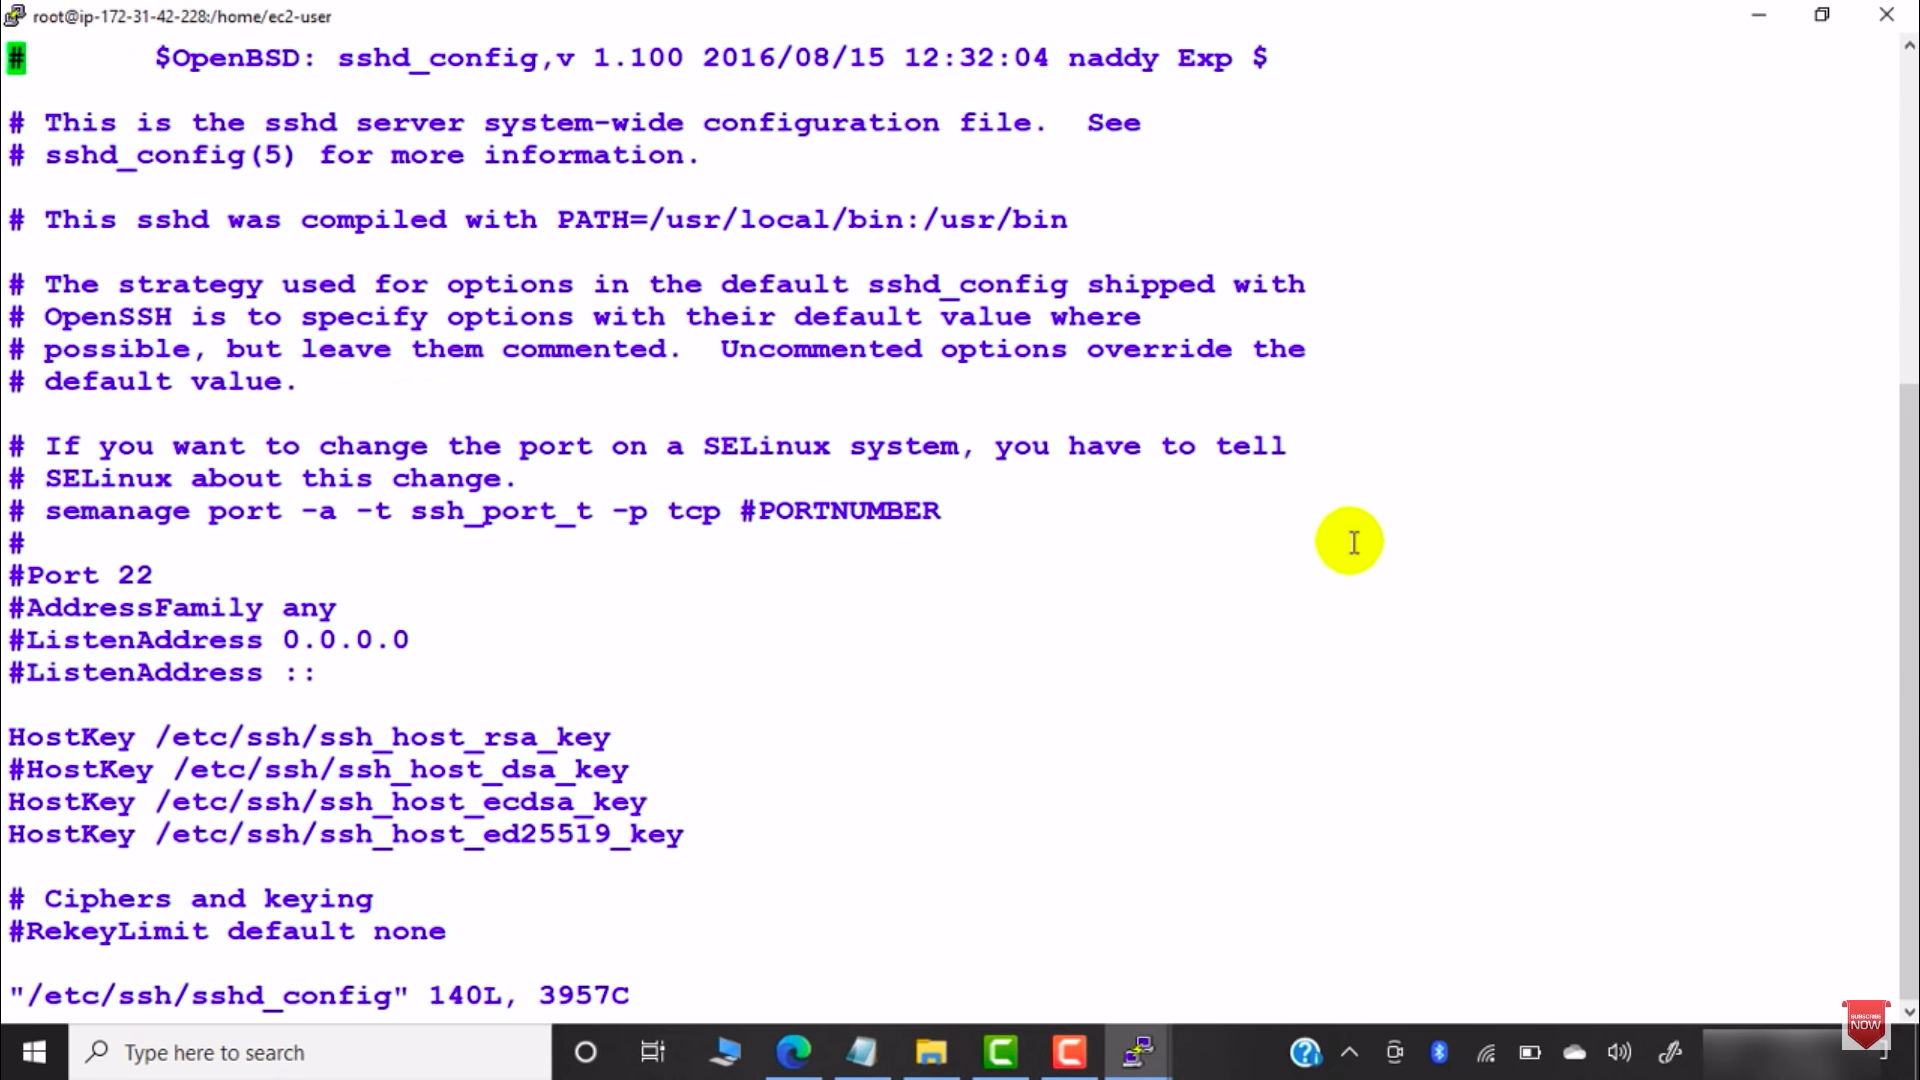 root@ip-172-31-42-228:/home/ec2-user
#	$OpenBSD: sshd_config,v 1.100 2016/08/15 12:32:04 naddy Exp $
# This is the sshd server system-wide configuration file.  See
# sshd_config(5) for more information.
# This sshd was compiled with PATH=/usr/local/bin:/usr/bin
# The strategy used for options in the default sshd_config shipped with
# OpenSSH is to specify options with their default value where
# possible, but leave them commented.  Uncommented options override the
# default value.
# If you want to change the port on a SELinux system, you have to tell
# SELinux about this change.
# semanage port -a -t ssh_port_t -p tcp #PORTNUMBER
#
#Port 22
#AddressFamily any
#ListenAddress 0.0.0.0
#ListenAddress ::
HostKey /etc/ssh/ssh_host_rsa_key
#HostKey /etc/ssh/ssh_host_dsa_key
HostKey /etc/ssh/ssh_host_ecdsa_key
HostKey /etc/ssh/ssh_host_ed25519_key
# Ciphers and keying
#RekeyLimit default none
"/etc/ssh/sshd_config" 140L, 3957C
SUBSCRIBE
NOW
Type here to search